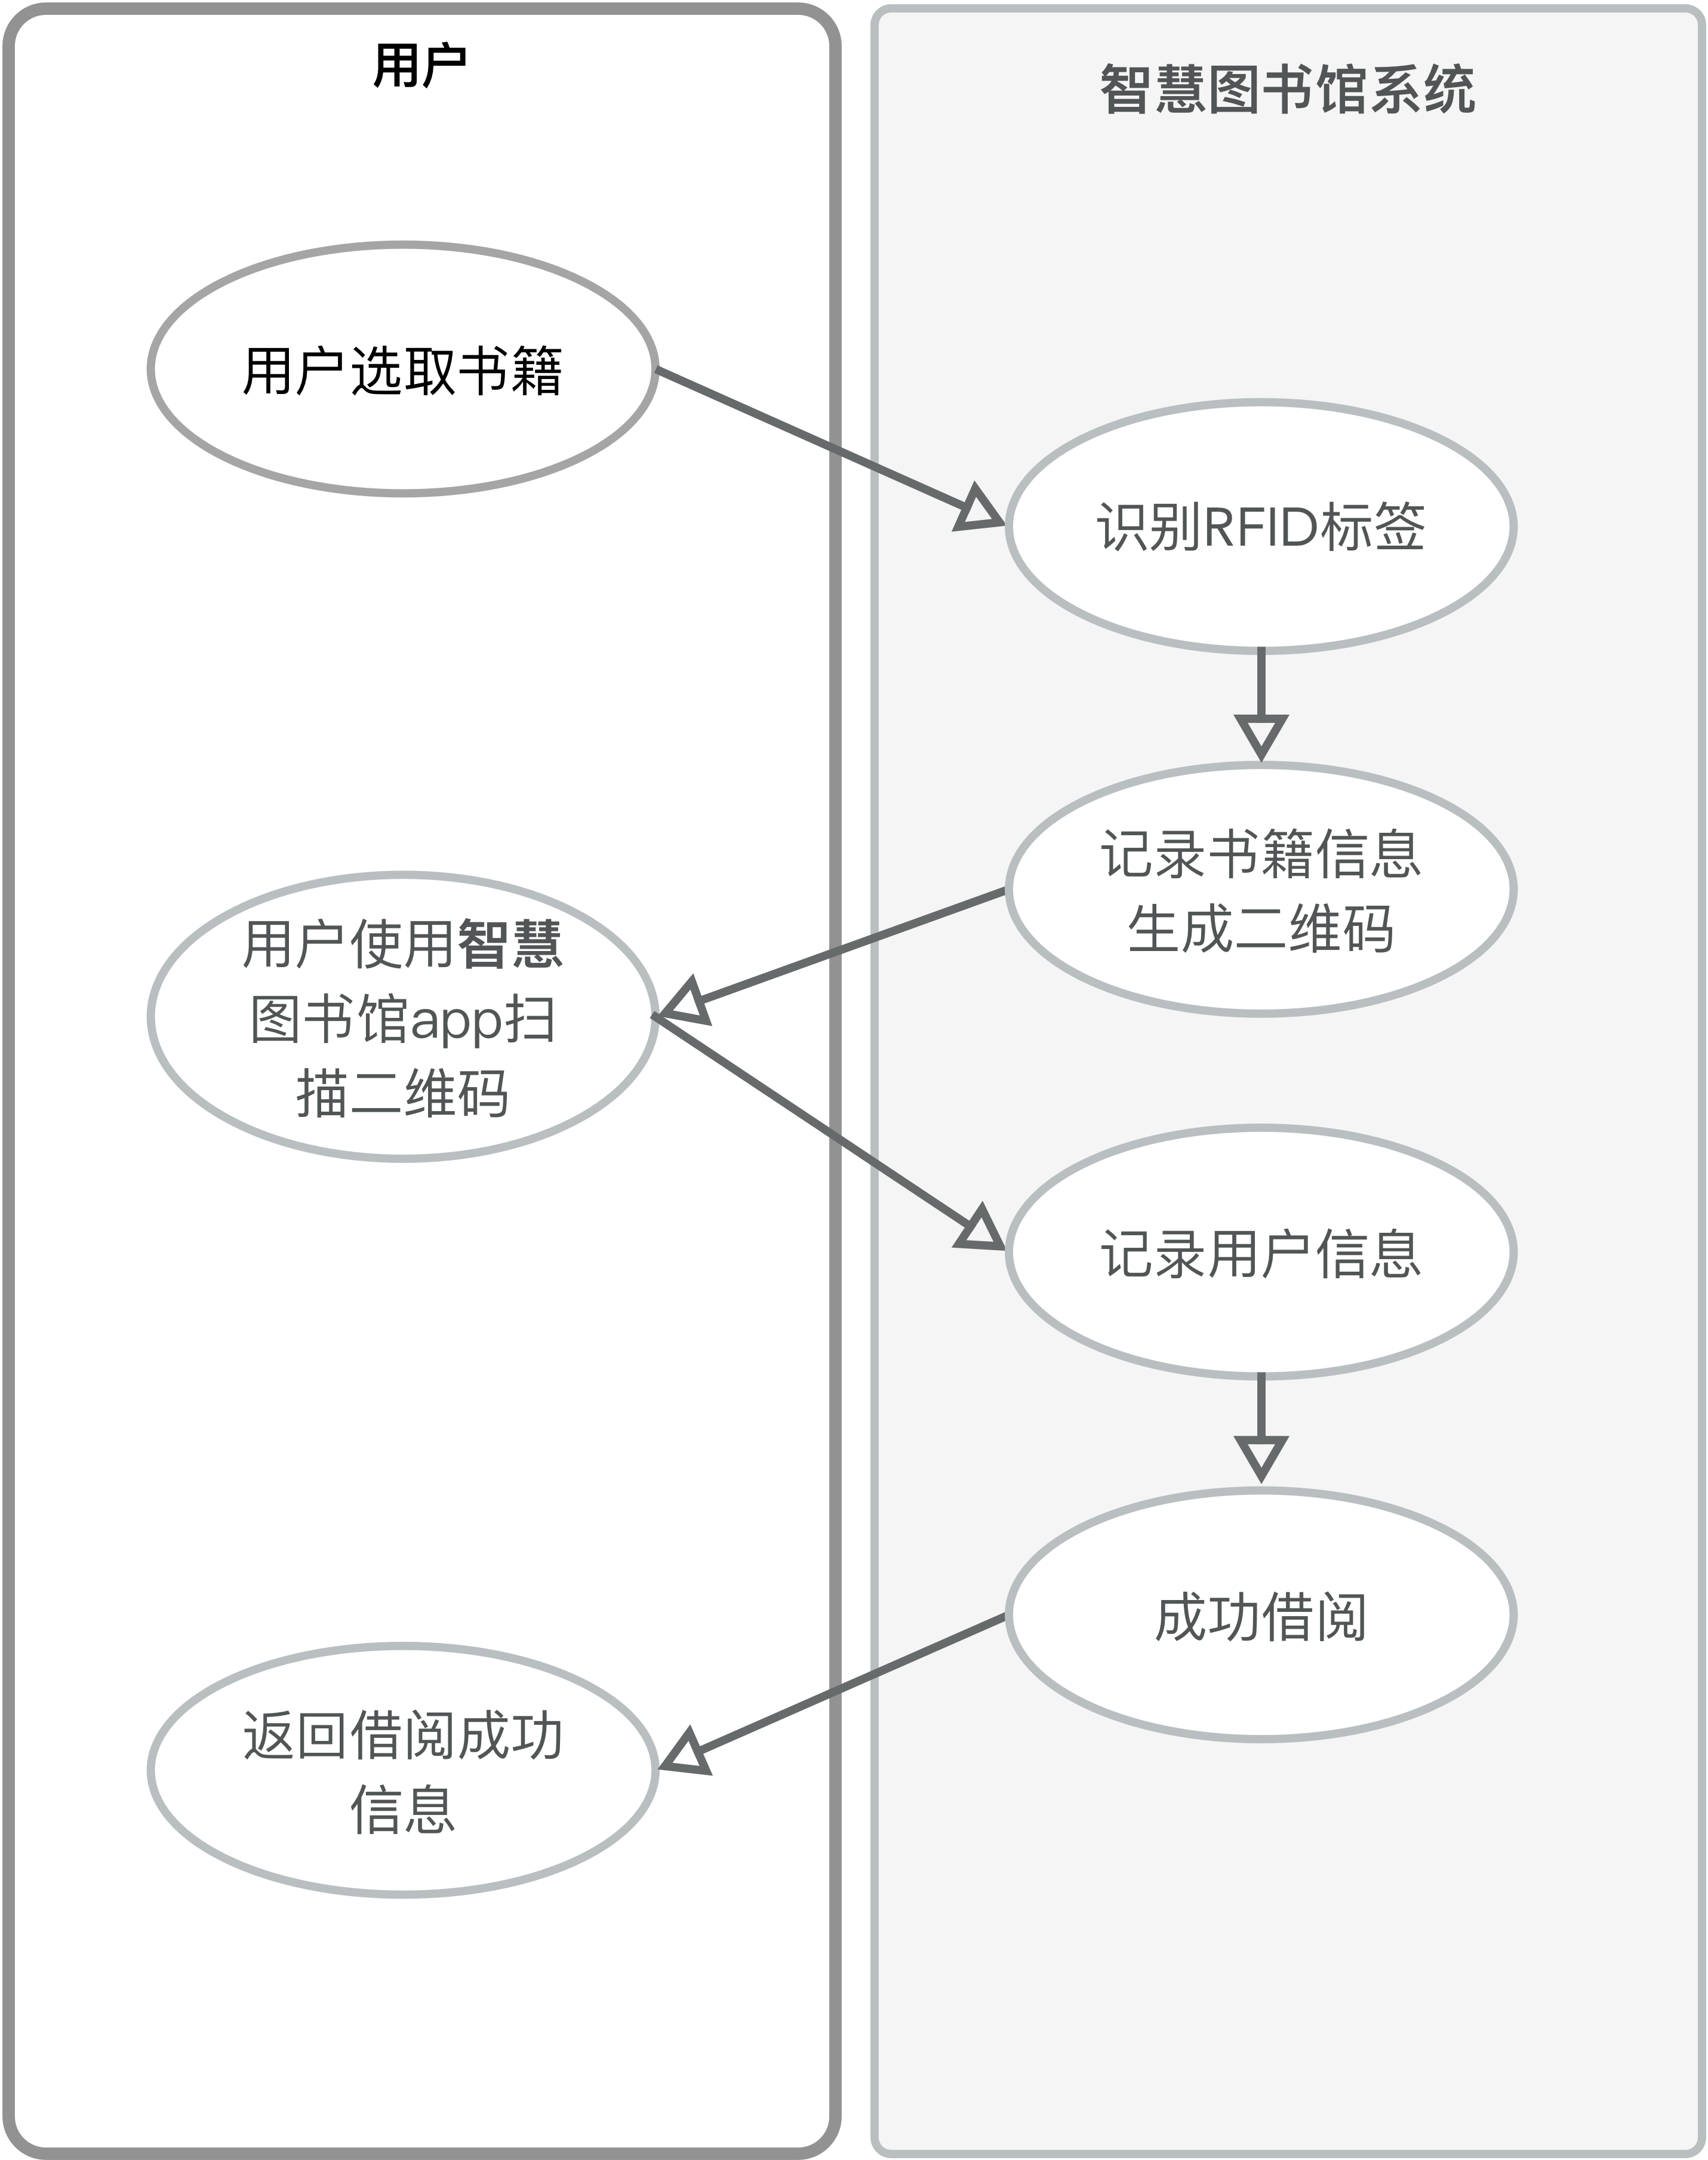 用户
智慧图书馆系统
用户选取书籍
识别RFID标签
记录书籍信息
生成二维码
用户使用智慧
图书馆app扫
描二维码
记录用户信息
成功借阅
返回借阅成功
信息